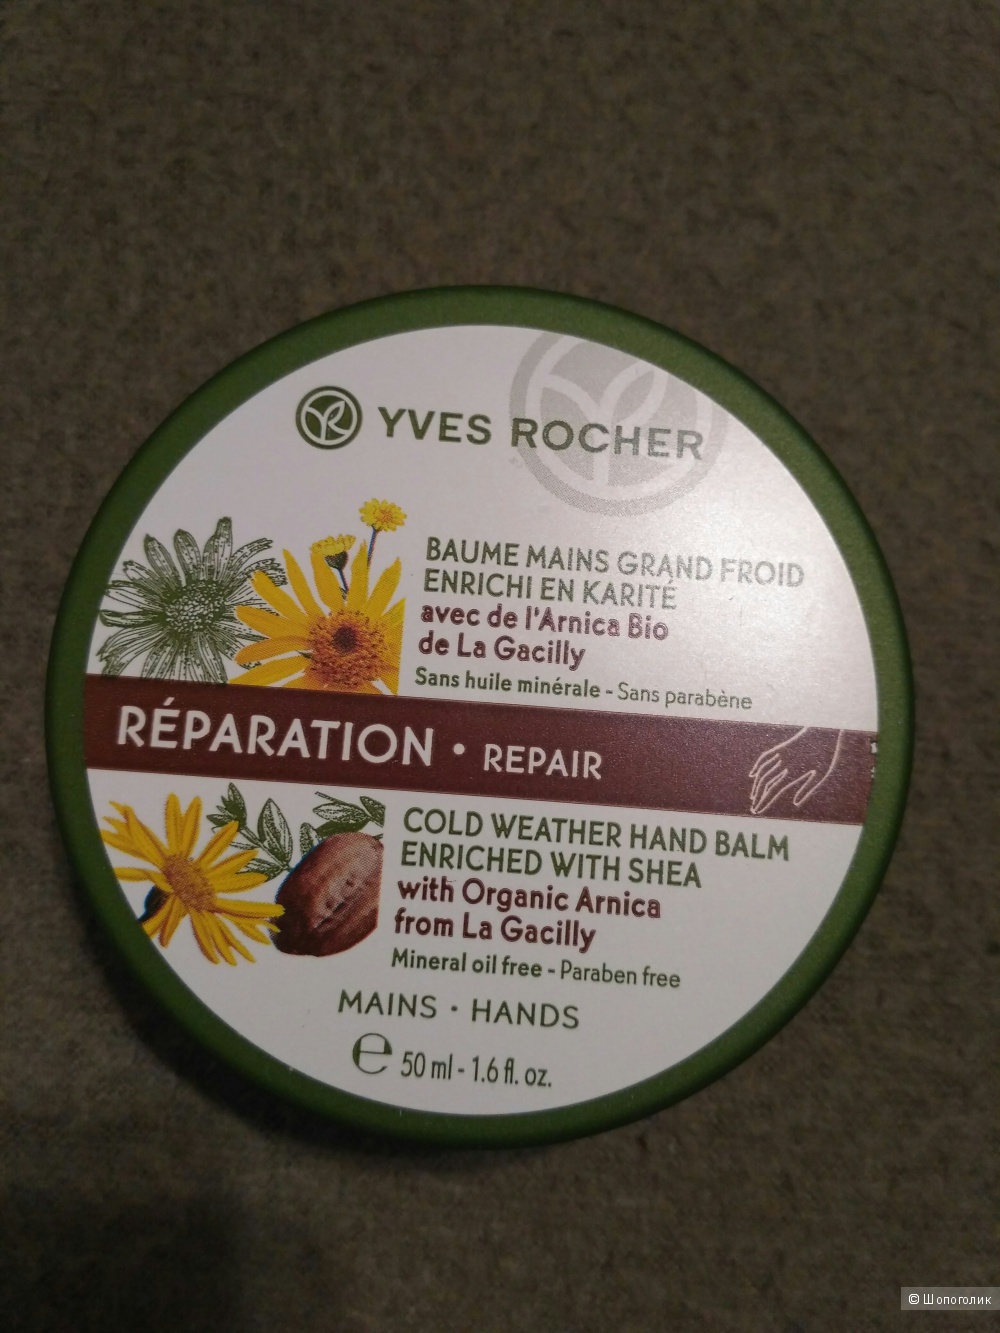 YVES ROCHER
BAUME MAINS GRAND FROID
ENRICHI EN KARITÉ
avec de l'Arnica Bio
de La Gacilly
Sans huile minérale - Sans parabène
RÉPARATION • REPAIR
COLD WEATHER HAND BALM
ENRICHED WITH SHEA
with Organic Arnica
from La Gacilly
Mineral oil free - Paraben free
MAINS • HANDS
℮ 50 ml - 1.6 fl. oz.
© Шопоголик